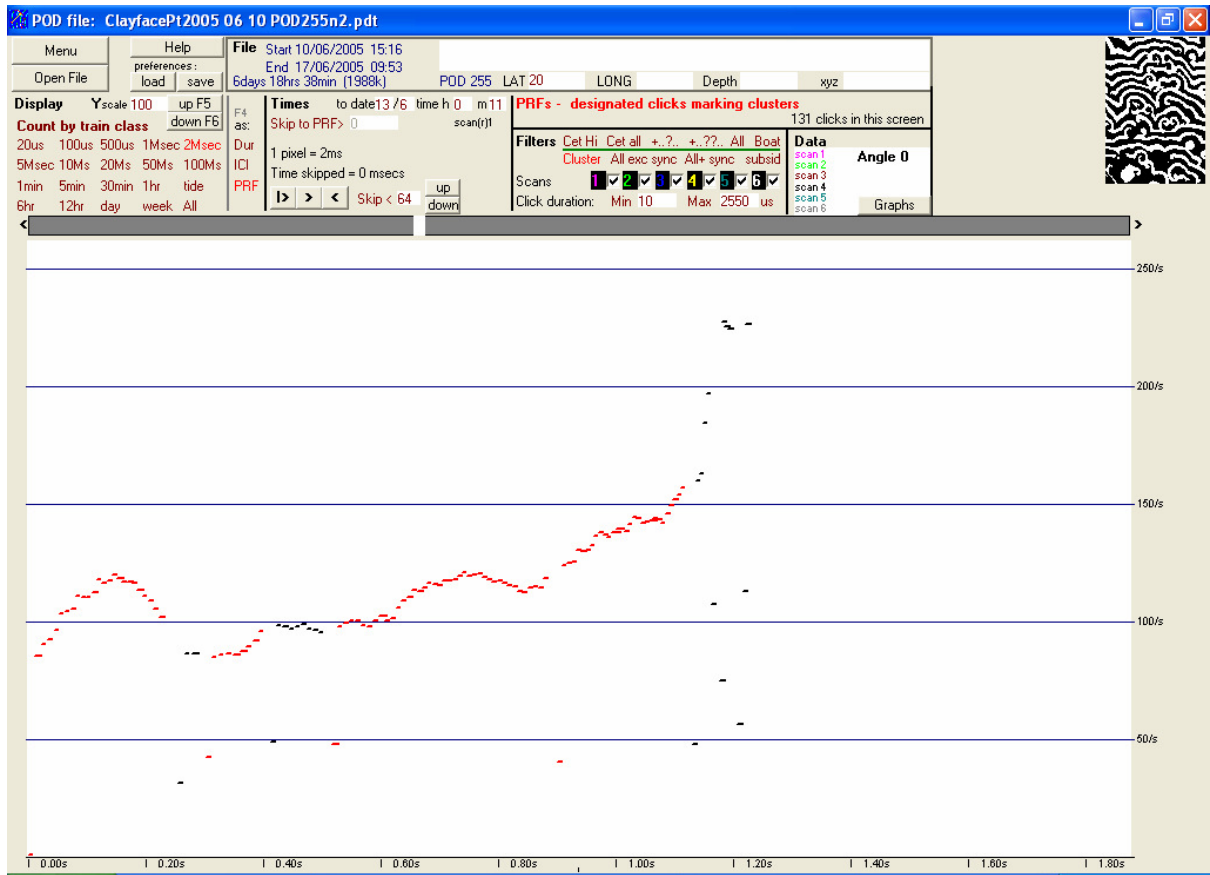 POD file: ClayfacePt2005 06 10 POD255n2.pdt
Menu
Help
Open File
preferences :
load save
File Start 10/06/2005 15:16
End 17/06/2005 09:53
6days 18hrs 38min (1988k) POD 255 LAT 20 LONG Depth xyz
Display Yscale 100 up F5
Count by train class down F6
20us 100us 500us 1Msec 2Msec
5Msec 10Ms 20Ms 50Ms 100Ms
1min 5min 30min 1hr tide
6hr 12hr day week All
F4
as:
Dur
ICI
PRF
Times to date13 /6 time h 0 m 11
Skip to PRF> 0 scan(r)1
1 pixel = 2ms
Time skipped = 0 msecs
|> > < Skip < 64 up
down
PRFs - designated clicks marking clusters
131 clicks in this screen
Filters Cet Hi Cet all +..?.. +..??.. All Boat
Cluster All exc sync All+ sync subsid
Scans 1 2 3 4 5 6
Click duration: Min 10 Max 2550 us
Data
scan 1
scan 2
scan 3
scan 4
scan 5
scan 6
Angle 0
Graphs
< >
250/s
200/s
150/s
100/s
50/s
0.00s 0.20s 0.40s 0.60s 0.80s 1.00s 1.20s 1.40s 1.60s 1.80s